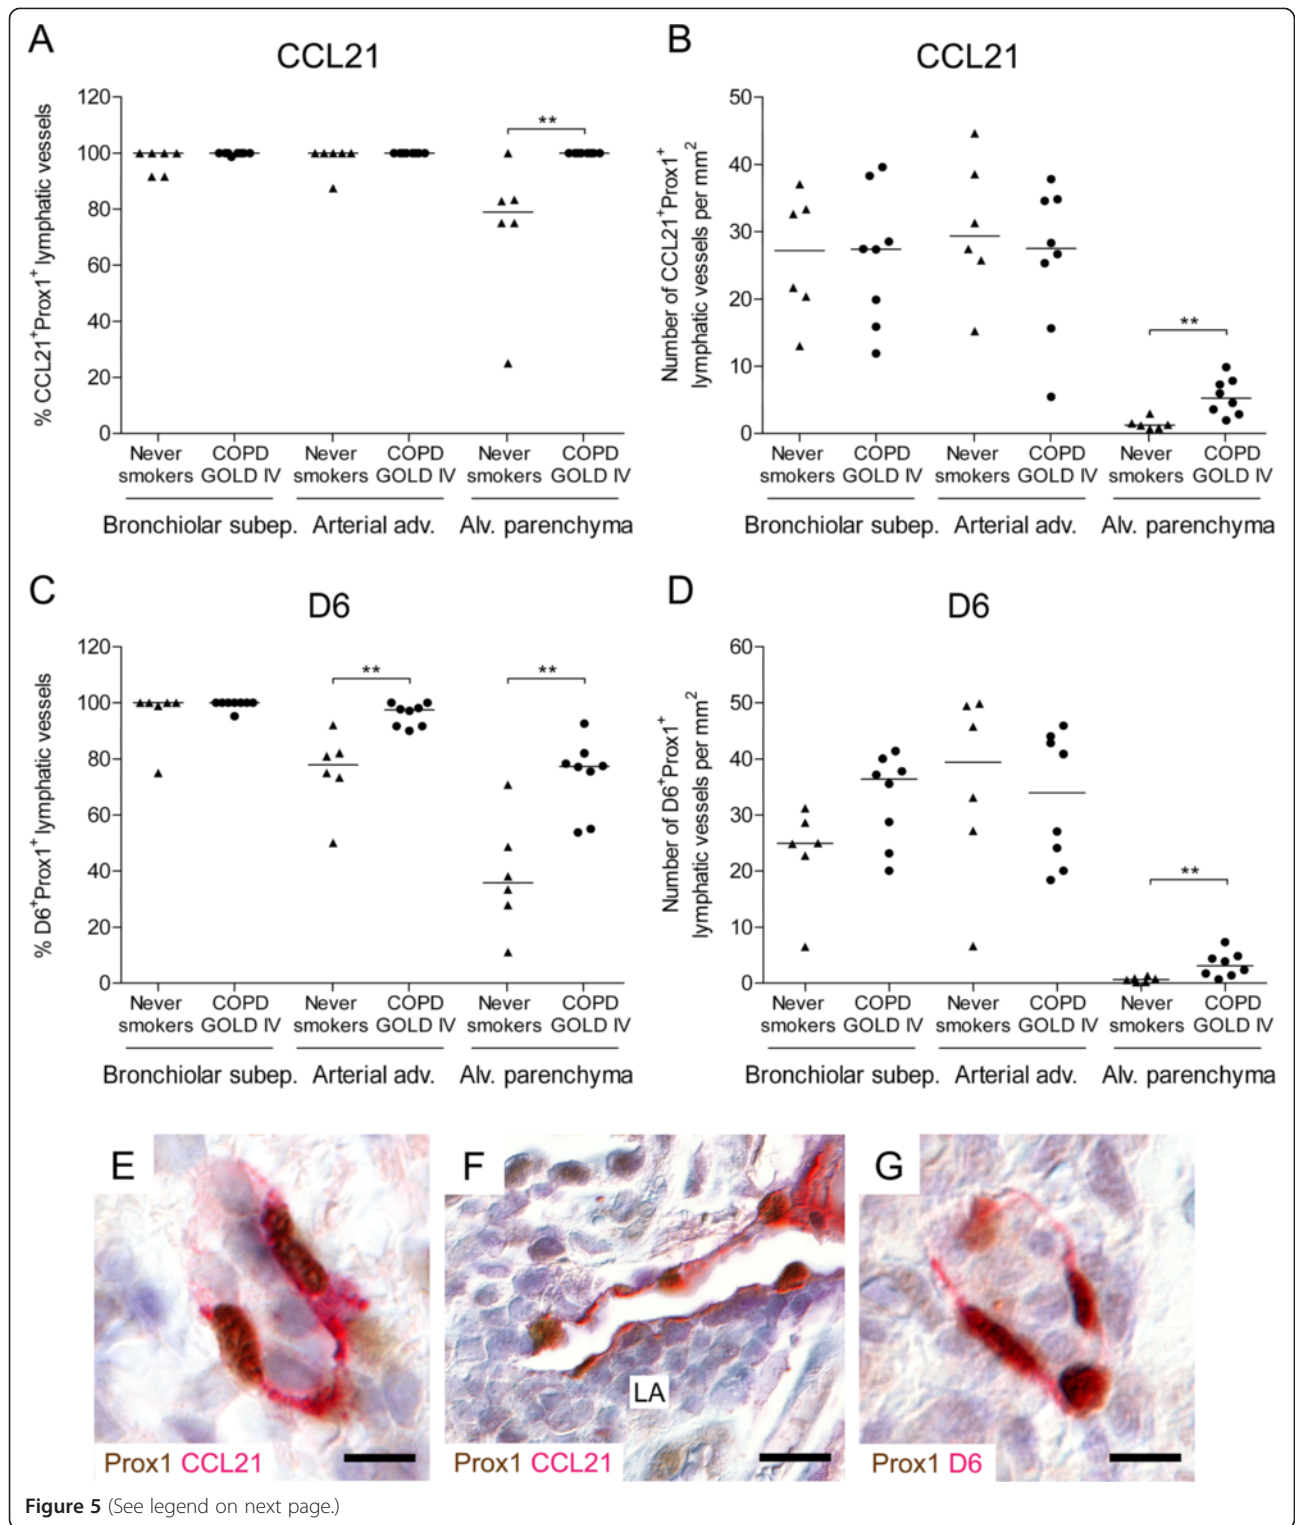 A
CCL21
% CCL21+Prox1+ lymphatic vessels
120
100
80
60
40
20
0
**
Never smokers
COPD GOLD IV
Never smokers
COPD GOLD IV
Never smokers
COPD GOLD IV
Bronchiolar subep.
Arterial adv.
Alv. parenchyma
B
CCL21
Number of CCL21+Prox1+
lymphatic vessels per mm2
50
40
30
20
10
0
**
Never smokers
COPD GOLD IV
Never smokers
COPD GOLD IV
Never smokers
COPD GOLD IV
Bronchiolar subep.
Arterial adv.
Alv. parenchyma
C
D6
% D6+Prox1+ lymphatic vessels
120
100
80
60
40
20
0
**
**
Never smokers
COPD GOLD IV
Never smokers
COPD GOLD IV
Never smokers
COPD GOLD IV
Bronchiolar subep.
Arterial adv.
Alv. parenchyma
D
D6
Number of D6+Prox1+
lymphatic vessels per mm2
60
50
40
30
20
10
0
**
Never smokers
COPD GOLD IV
Never smokers
COPD GOLD IV
Never smokers
COPD GOLD IV
Bronchiolar subep.
Arterial adv.
Alv. parenchyma
E
Prox1 CCL21
F
LA
Prox1 CCL21
G
Prox1 D6
Figure 5 (See legend on next page.)